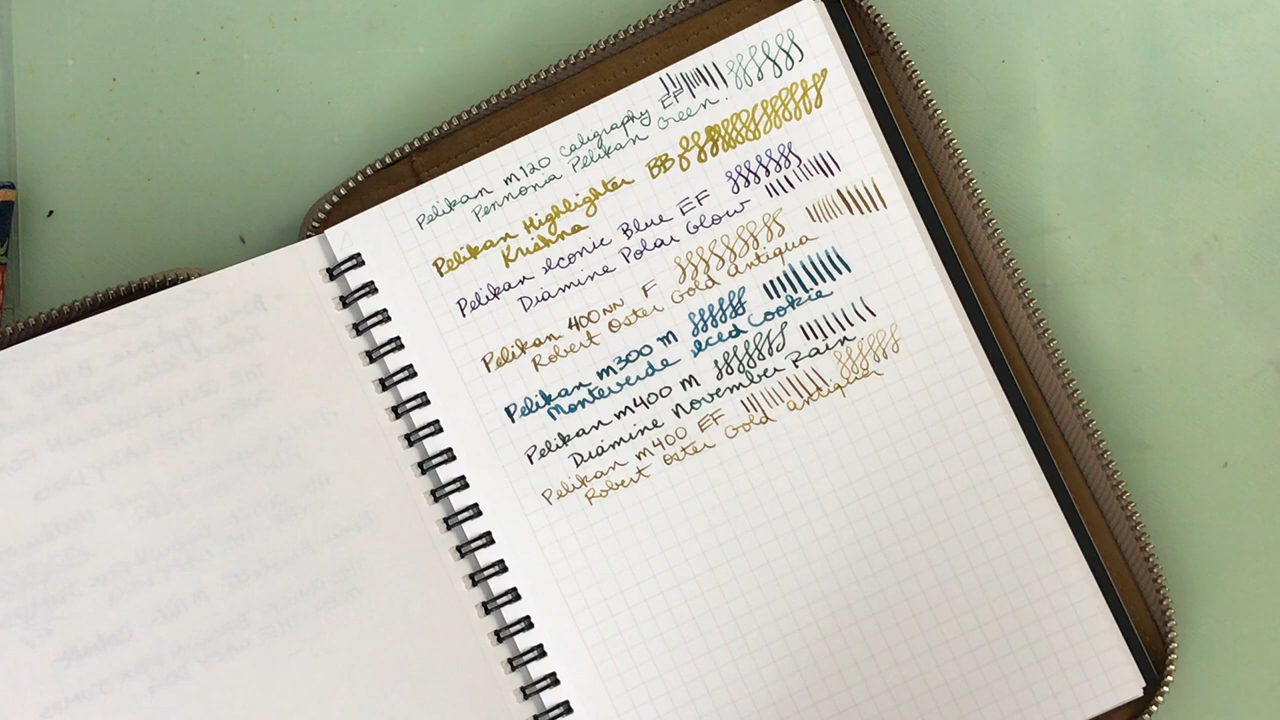 Pelikan m120 Caligraphy EF
Pennonia Pelikan Green.
Pelikan Highlighter BB
Krishna
Pelikan Iconic Blue EF
Diamine Polar Glow
Pelikan 400NN F
Robert Oster Gold Antiqua
Pelikan m300 M
Monteverde Iced Cookie
Pelikan m400 M
Diamine November Rain
Pelikan m400 EF
Robert Oster Gold antiqua